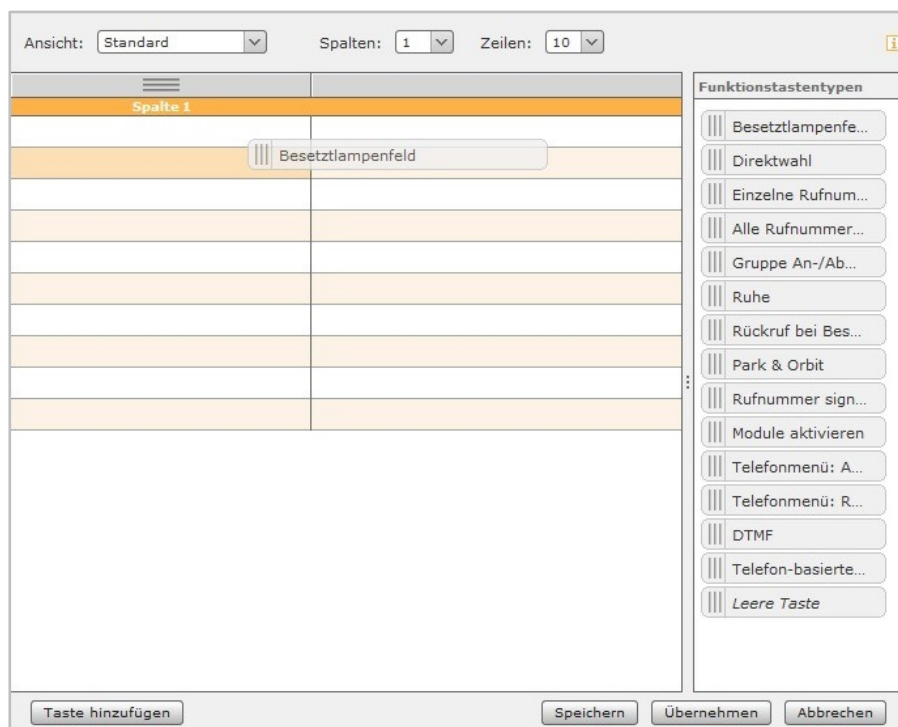 Ansicht: Standard Spalten: 1 Zeilen: 10
Spalte 1
Besetztlampenfeld
Funktionstastentypen
Besetztlampenfe...
Direktwahl
Einzelne Rufnum...
Alle Rufnummer...
Gruppe An-/Ab...
Ruhe
Rückruf bei Bes...
Park & Orbit
Rufnummer sign...
Module aktivieren
Telefonmenü: A...
Telefonmenü: R...
DTMF
Telefon-basierte...
Leere Taste
Taste hinzufügen Speichern Übernehmen Abbrechen